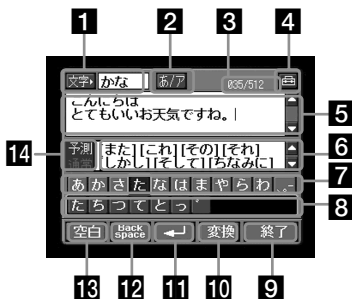 1 2 3 4
文字 かな あ/ア 035/512
こんにちは
とてもいいお天気ですね。
5
14 予測 [また][これ][その][それ] 6
通常 [しかし][そして][ちなみに]
あ か さ た な は ま や ら わ 、。ー 7
た ち つ て と っ ゛ 8
空白 Back Space 変換 終了
13 12 11 10 9